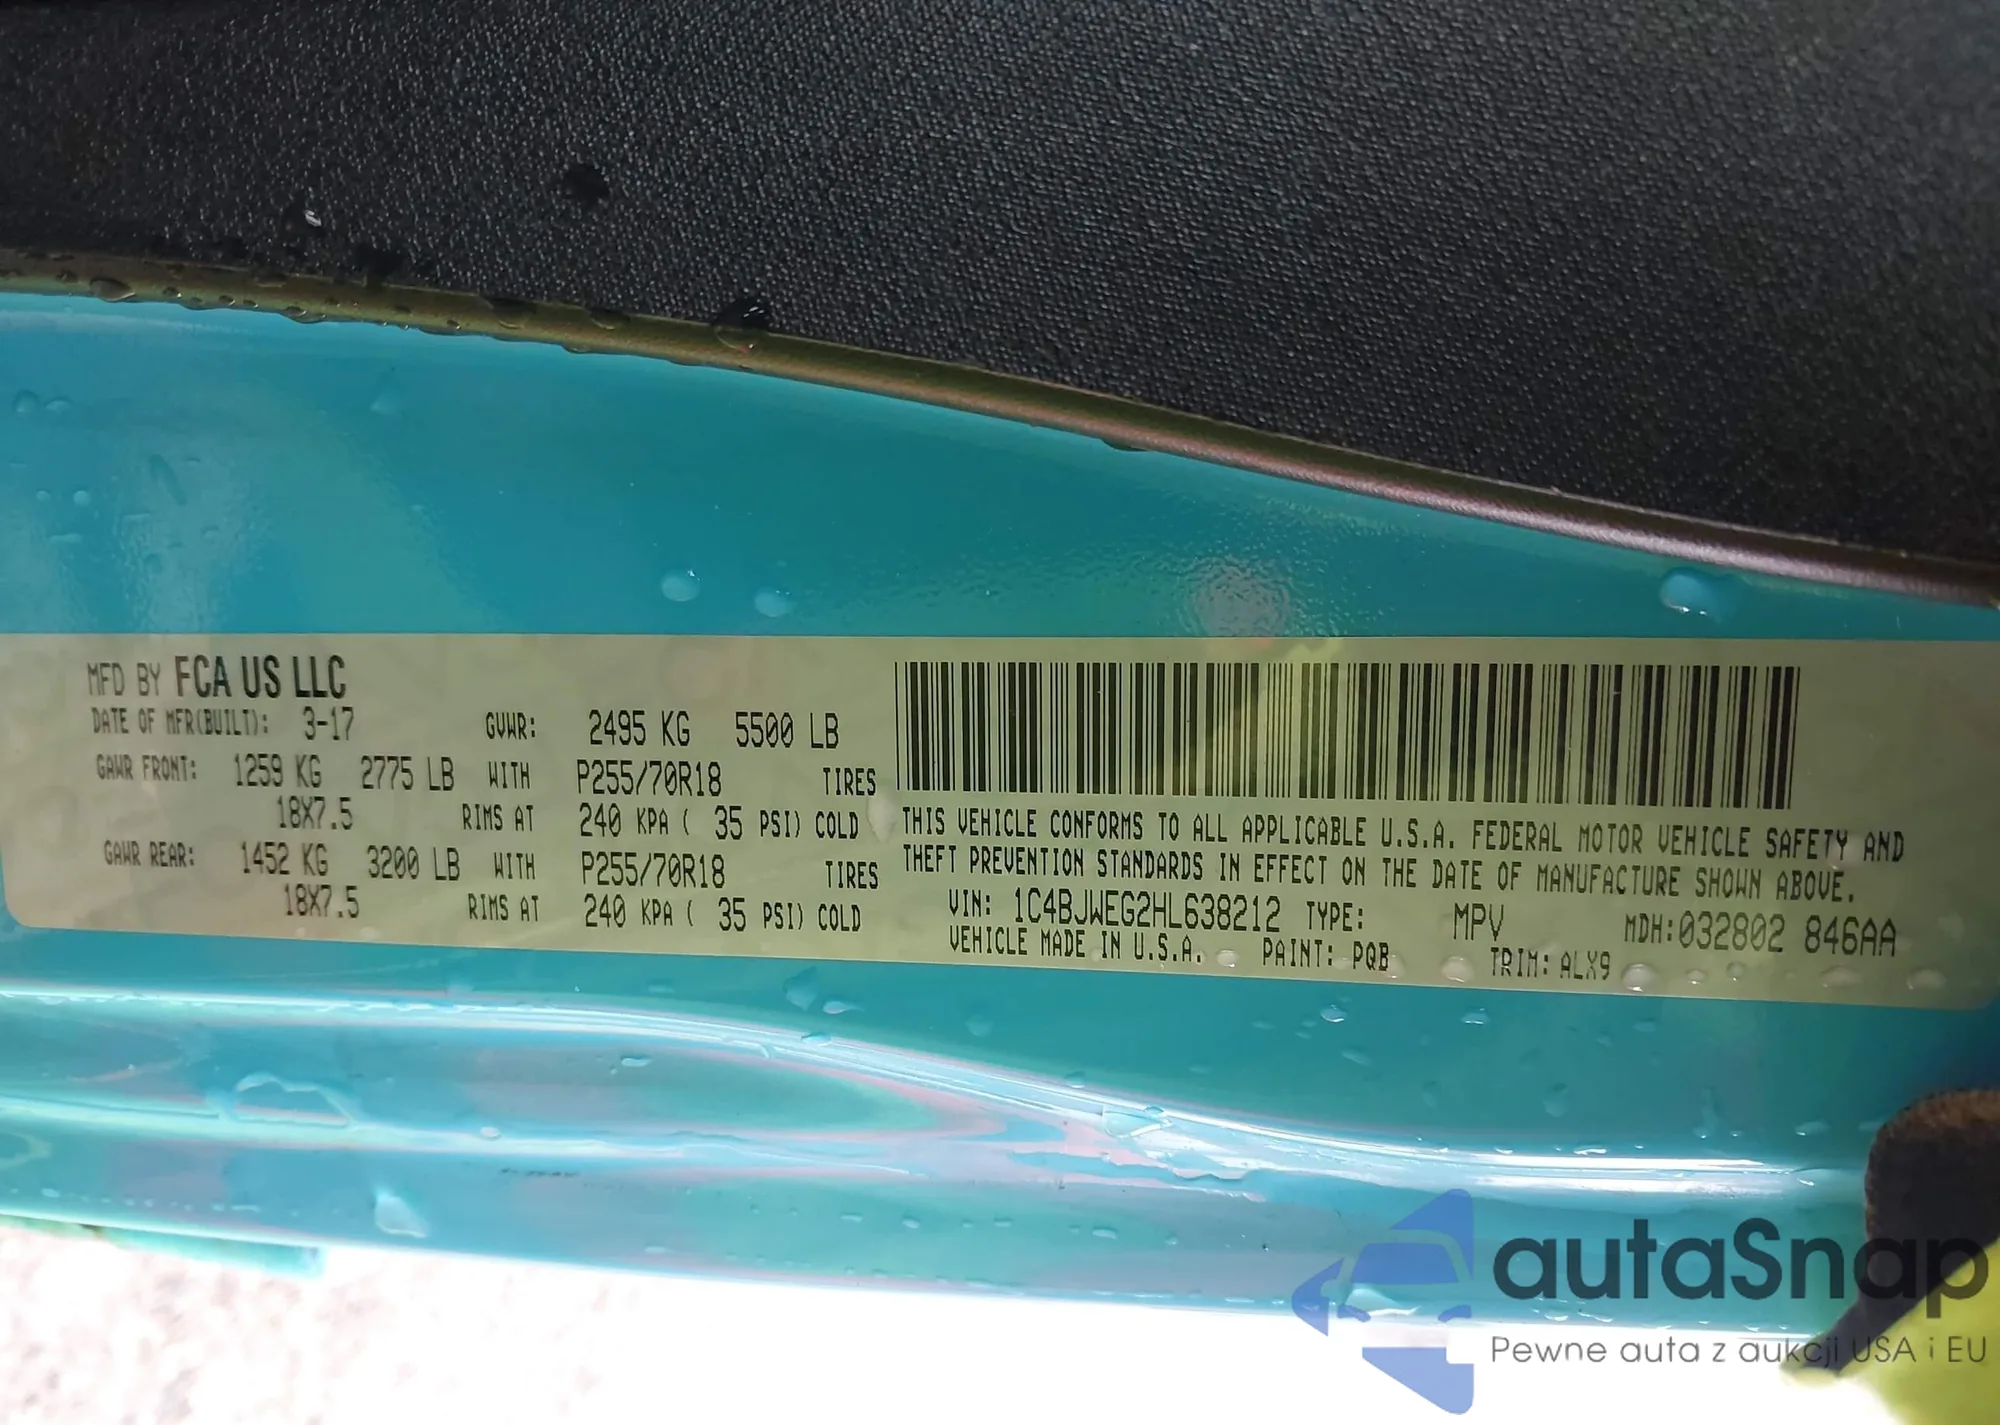 MFD BY FCA US LLC
DATE OF MFR(BUILT): 3-17 GVWR: 2495 KG 5500 LB
GAWR FRONT: 1259 KG 2775 LB WITH P255/70R18 TIRES
18X7.5 RIMS AT 240 KPA ( 35 PSI) COLD
GAWR REAR: 1452 KG 3200 LB WITH P255/70R18 TIRES
18X7.5 RIMS AT 240 KPA ( 35 PSI) COLD
THIS VEHICLE CONFORMS TO ALL APPLICABLE U.S.A. FEDERAL MOTOR VEHICLE SAFETY AND
THEFT PREVENTION STANDARDS IN EFFECT ON THE DATE OF MANUFACTURE SHOWN ABOVE.
VIN: 1C4BJWEG2HL638212 TYPE: MPV MDH:032802 846AA
VEHICLE MADE IN U.S.A. PAINT: PQB TRIM: ALX9
autaSnap
Pewne auta z aukcji USA i EU